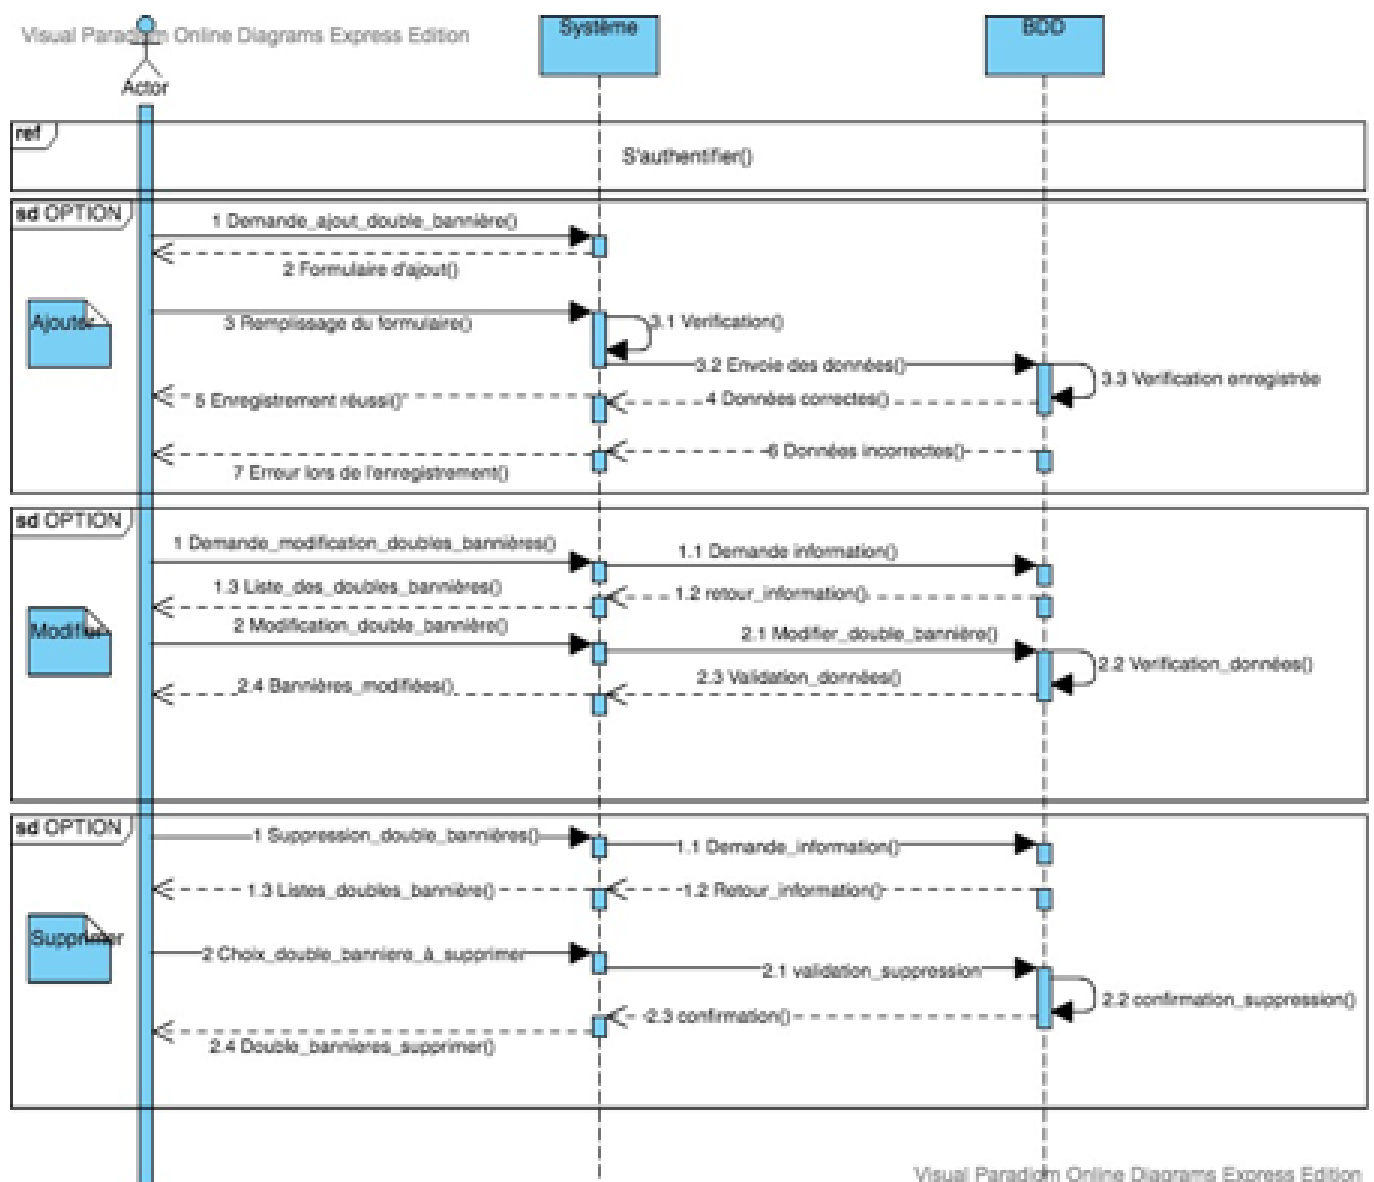 Visual Paradigm Online Diagrams Express Edition
Système
BDD
Actor
ref
S'authentifier()
sd OPTION
1 Demande_ajout_double_bannière()
2 Formulaire d'ajout()
Ajouter
3 Remplissage du formulaire()
3.1 Verification()
3.2 Envoie des données()
3.3 Verification enregistrée
5 Enregistrement réussi()
4 Données correctes()
6 Données incorrectes()
7 Erreur lors de l'enregistrement()
sd OPTION
1 Demande_modification_doubles_bannières()
1.1 Demande information()
1.3 Liste_des_doubles_bannières()
1.2 retour_information()
Modifier
2 Modification_double_bannière()
2.1 Modifier_double_bannière()
2.2 Verification_données()
2.4 Bannières_modifiées()
2.3 Validation_données()
sd OPTION
1 Suppression_double_bannières()
1.1 Demande_information()
1.3 Listes_doubles_bannière()
1.2 Retour_information()
Supprimer
2 Choix_double_banniere_à_supprimer
2.1 validation_suppression
2.2 confirmation_suppression()
2.3 confirmation()
2.4 Double_bannieres_supprimer()
Visual Paradigm Online Diagrams Express Edition